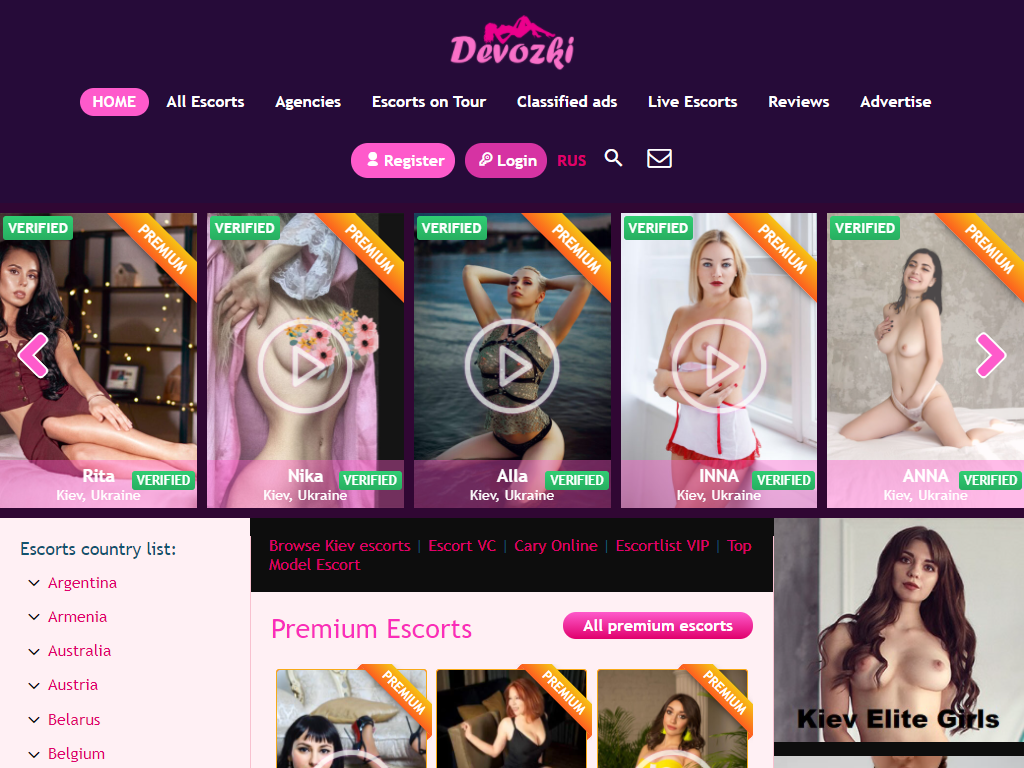 Devozki
HOME All Escorts Agencies Escorts on Tour Classified ads Live Escorts Reviews Advertise
Register Login RUS
VERIFIED PREMIUM VERIFIED PREMIUM VERIFIED PREMIUM VERIFIED PREMIUM VERIFIED PREMIUM
Rita VERIFIED Nika VERIFIED Alla VERIFIED INNA VERIFIED ANNA VERIFIED
Kiev, Ukraine Kiev, Ukraine Kiev, Ukraine Kiev, Ukraine Kiev, Ukraine
Escorts country list:
Argentina
Armenia
Australia
Austria
Belarus
Belgium
Browse Kiev escorts | Escort VC | Cary Online | Escortlist VIP | Top
Model Escort
Premium Escorts All premium escorts
PREMIUM PREMIUM PREMIUM
Kiev Elite Girls